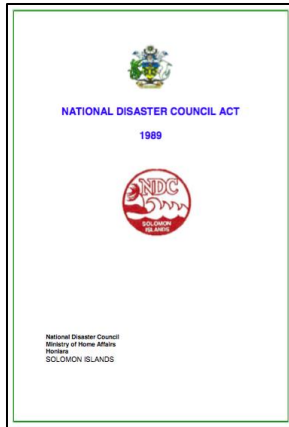 NATIONAL DISASTER COUNCIL ACT
1989
NDC
SOLOMON
ISLANDS
National Disaster Council
Ministry of Home Affairs
Honiara
SOLOMON ISLANDS